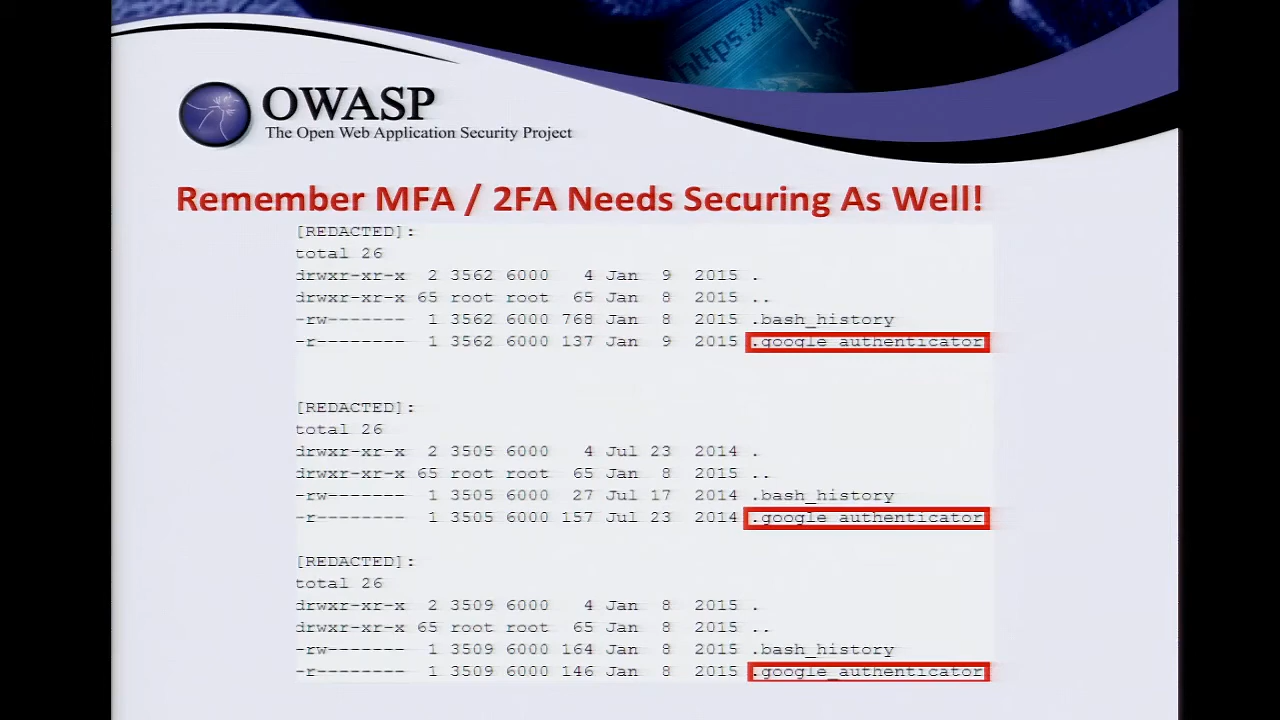 https://w
OWASP
The Open Web Application Security Project
Remember MFA / 2FA Needs Securing As Well!
[REDACTED]:
total 26
drwxr-xr-x  2 3562 6000   4 Jan  9  2015 .
drwxr-xr-x 65 root root  65 Jan  8  2015 ..
-rw-------  1 3562 6000 768 Jan  8  2015 .bash_history
-r--------  1 3562 6000 137 Jan  9  2015 .google_authenticator
[REDACTED]:
total 26
drwxr-xr-x  2 3505 6000   4 Jul 23  2014 .
drwxr-xr-x 65 root root  65 Jan  8  2015 ..
-rw-------  1 3505 6000  27 Jul 17  2014 .bash_history
-r--------  1 3505 6000 157 Jul 23  2014 .google_authenticator
[REDACTED]:
total 26
drwxr-xr-x  2 3509 6000   4 Jan  8  2015 .
drwxr-xr-x 65 root root  65 Jan  8  2015 ..
-rw-------  1 3509 6000 164 Jan  8  2015 .bash_history
-r--------  1 3509 6000 146 Jan  8  2015 .google_authenticator